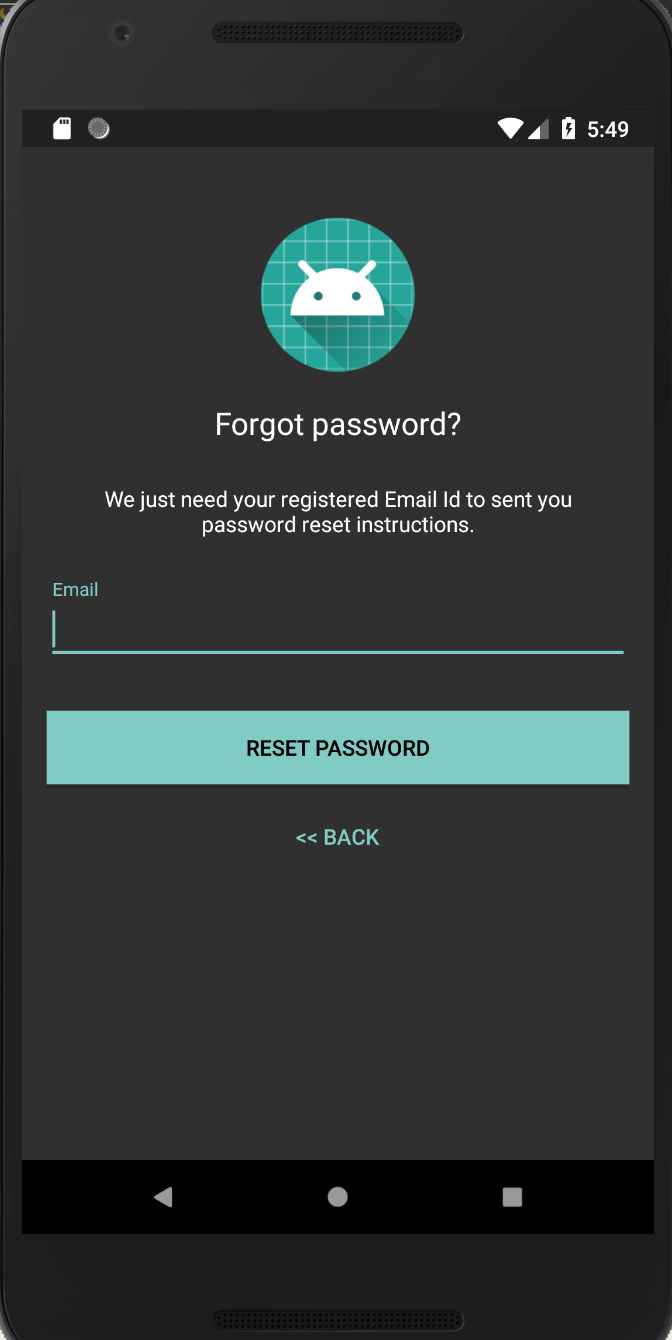 5:49
Forgot password?
We just need your registered Email Id to sent you
password reset instructions.
Email
RESET PASSWORD
<< BACK